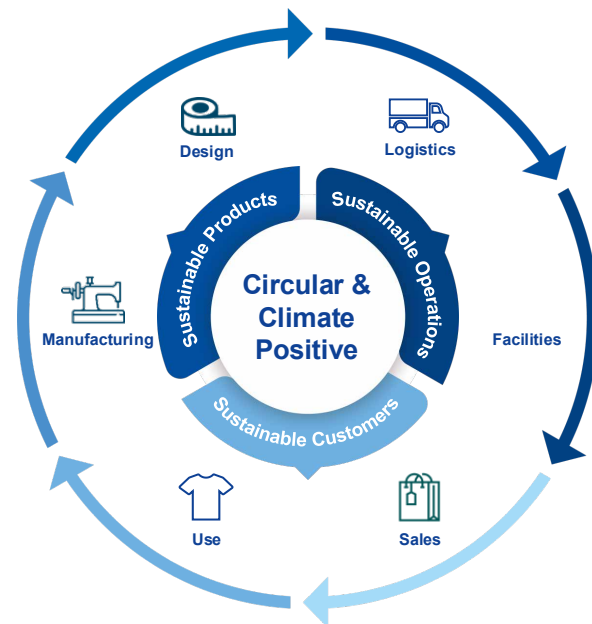 Design
Logistics
Sustainable Products
Sustainable Operations
Circular &
Climate
Positive
Manufacturing
Facilities
Sustainable Customers
Use
Sales